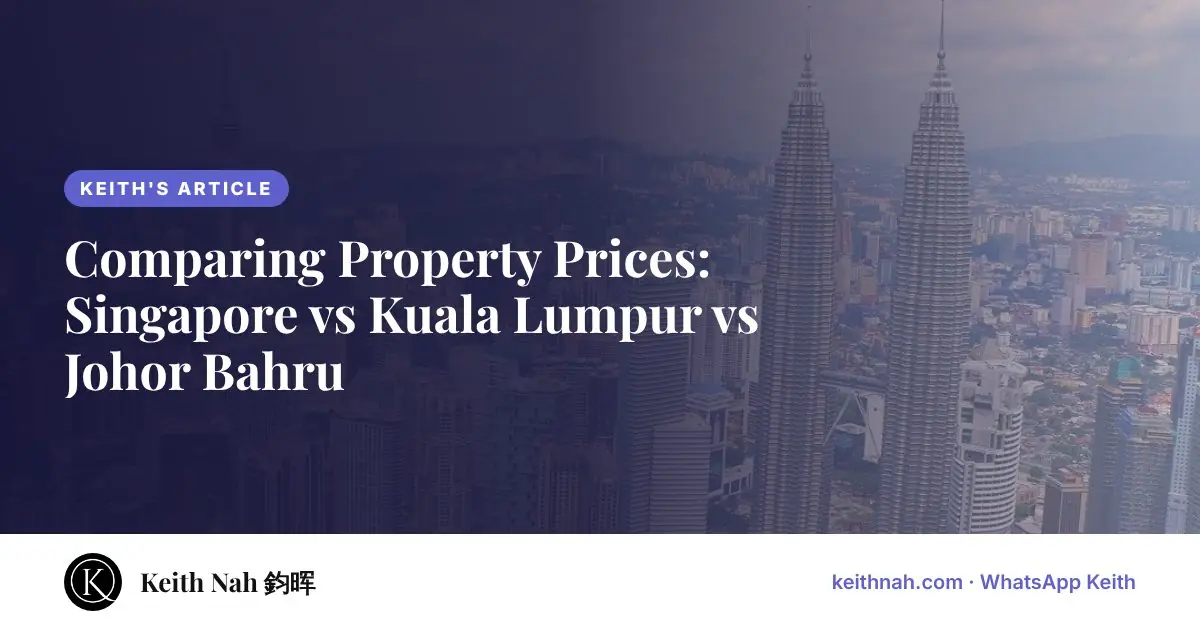 KEITH'S ARTICLE
Comparing Property Prices:
Singapore vs Kuala Lumpur vs
Johor Bahru
K
Keith Nah 鈞晖
keithnah.com · WhatsApp Keith